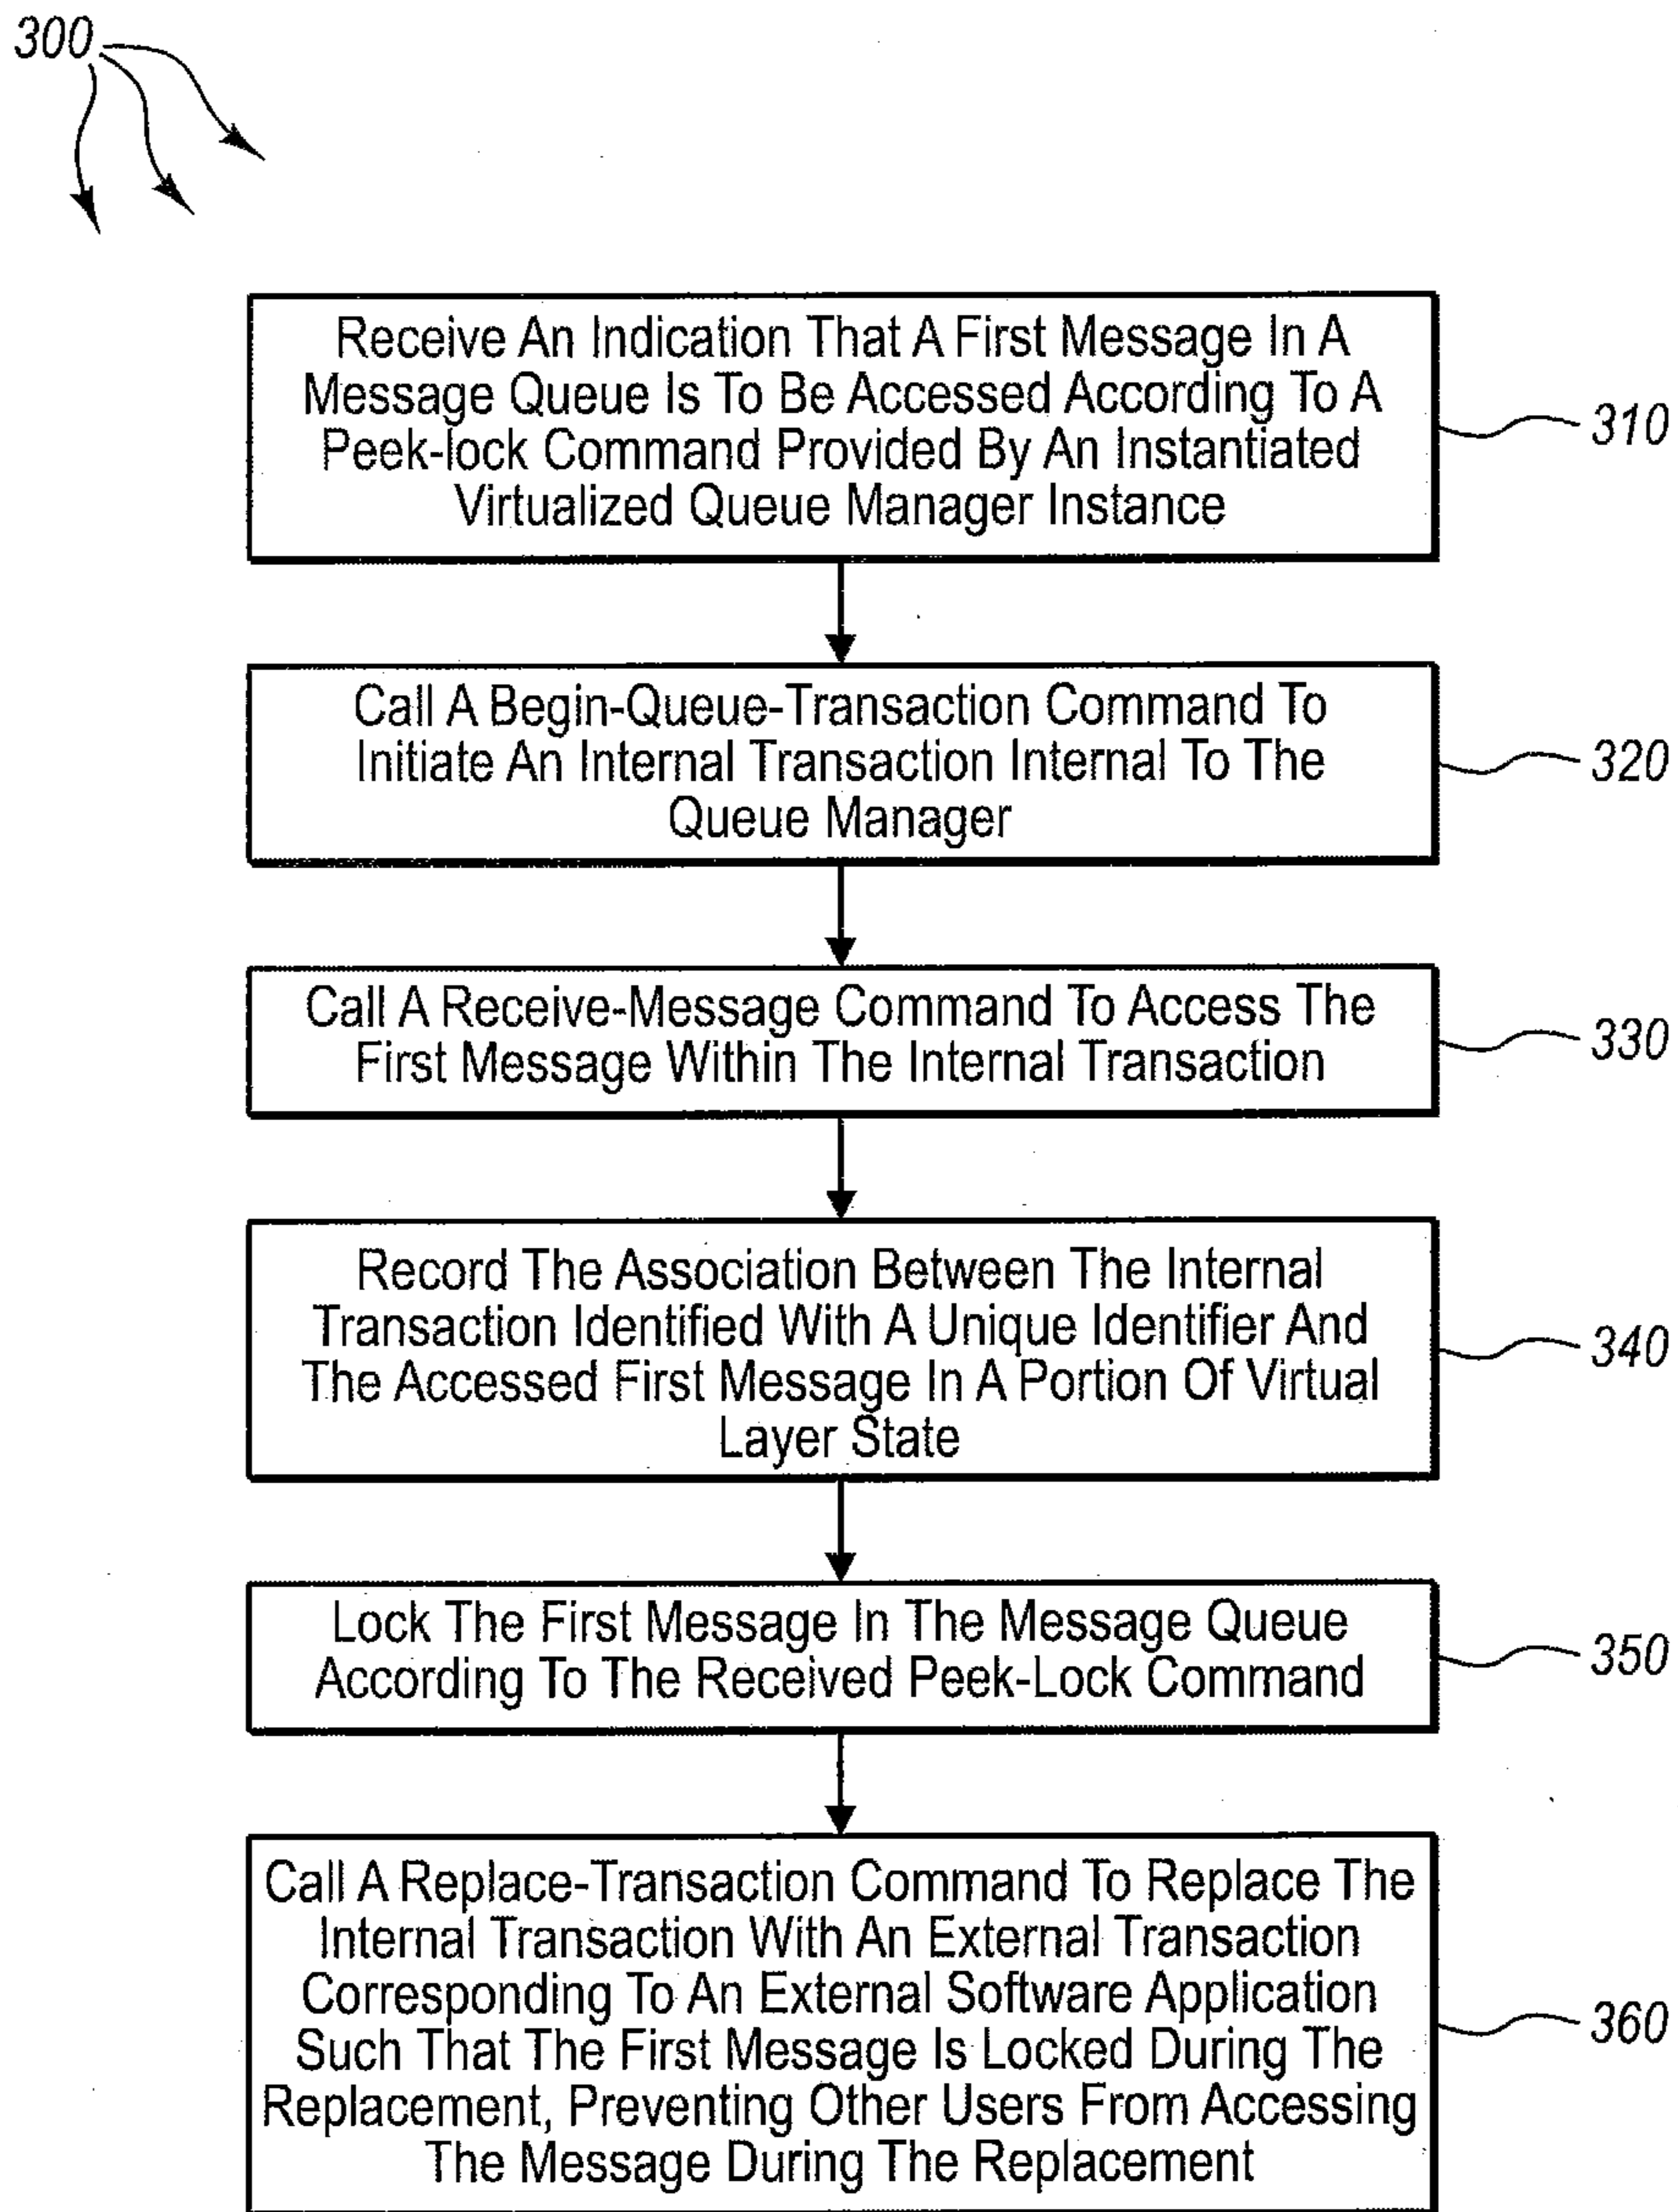 300
Receive An Indication That A First Message In A
Message Queue Is To Be Accessed According To A
Peek-lock Command Provided By An Instantiated
Virtualized Queue Manager Instance
310
Call A Begin-Queue-Transaction Command To
Initiate An Internal Transaction Internal To The
Queue Manager
320
Call A Receive-Message Command To Access The
First Message Within The Internal Transaction
330
Record The Association Between The Internal
Transaction Identified With A Unique Identifier And
The Accessed First Message In A Portion Of Virtual
Layer State
340
Lock The First Message In The Message Queue
According To The Received Peek-Lock Command
350
Call A Replace-Transaction Command To Replace The
Internal Transaction With An External Transaction
Corresponding To An External Software Application
Such That The First Message Is Locked During The
Replacement, Preventing Other Users From Accessing
The Message During The Replacement
360